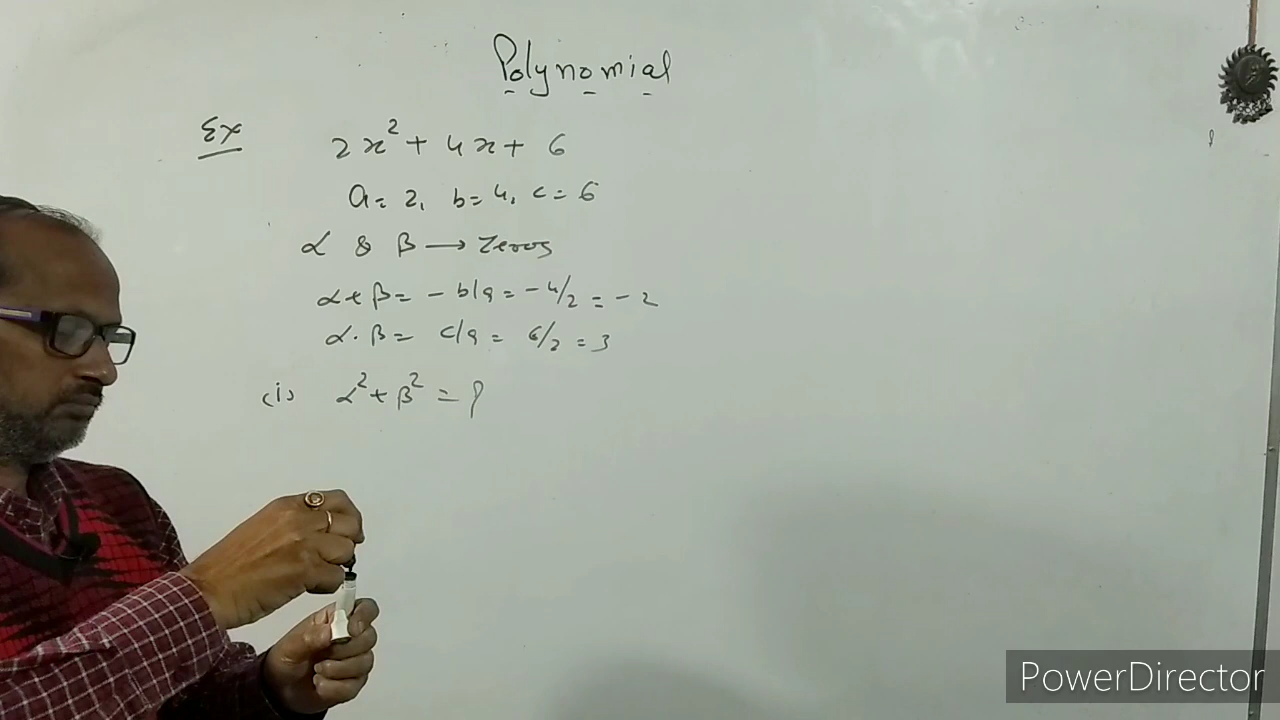 Polynomial
Ex 2x² + 4x + 6
a = 2, b = 4, c = 6
α & β → Zeros
α + β = - b/a = - 4/2 = - 2
α . β = c/a = 6/2 = 3
(i) α² + β² = ?
PowerDirector